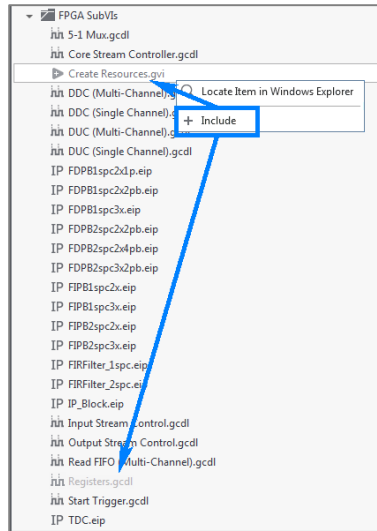 FPGA SubVIs
5-1 Mux.gcdl
Core Stream Controller.gcdl
Create Resources.gvi
Locate Item in Windows Explorer
DDC (Multi-Channel).g
DDC (Single Channel).g
Include
DUC (Multi-Channel).g
DUC (Single Channel).gcdl
IP FDPB1spc2x1p.eip
IP FDPB1spc2x2pb.eip
IP FDPB1spc3x.eip
IP FDPB2spc2x2pb.eip
IP FDPB2spc2x4pb.eip
IP FDPB2spc3x2pb.eip
IP FIPB1spc2x.eip
IP FIPB1spc3x.eip
IP FIPB2spc2x.eip
IP FIPB2spc3x.eip
IP FIRFilter_1spc.eip
IP FIRFilter_2spc.eip
IP IP_Block.eip
Input Stream Control.gcdl
Output Stream Control.gcdl
Read FIFO (Multi-Channel).gcdl
Registers.gcdl
Start Trigger.gcdl
IP TDC.eip